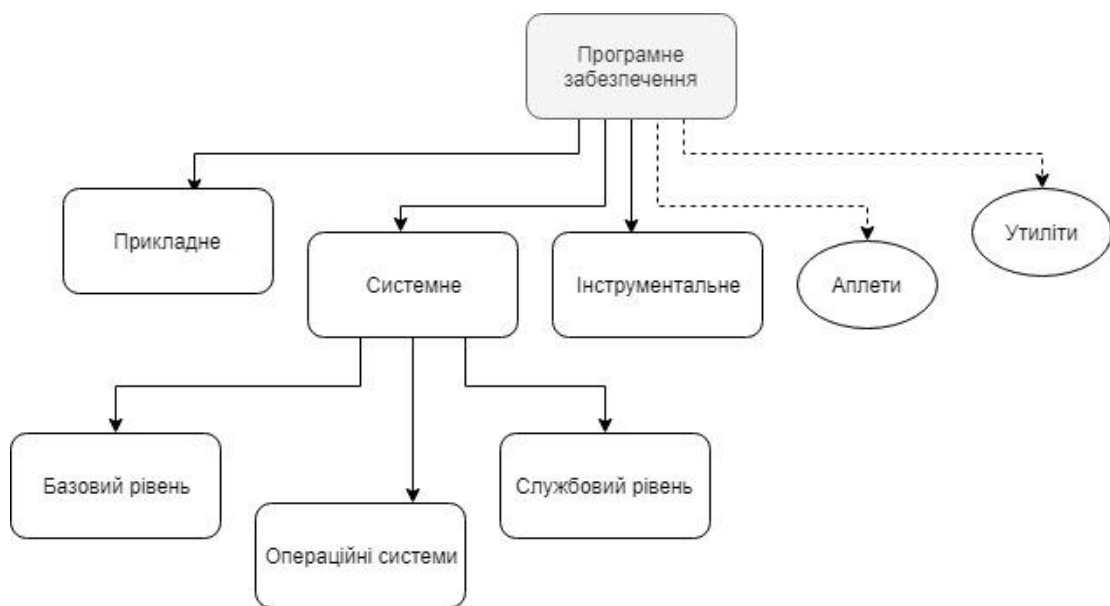 Програмне
забезпечення
Прикладне
Системне
Інструментальне
Аплети
Утиліти
Базовий рівень
Операційні системи
Службовий рівень